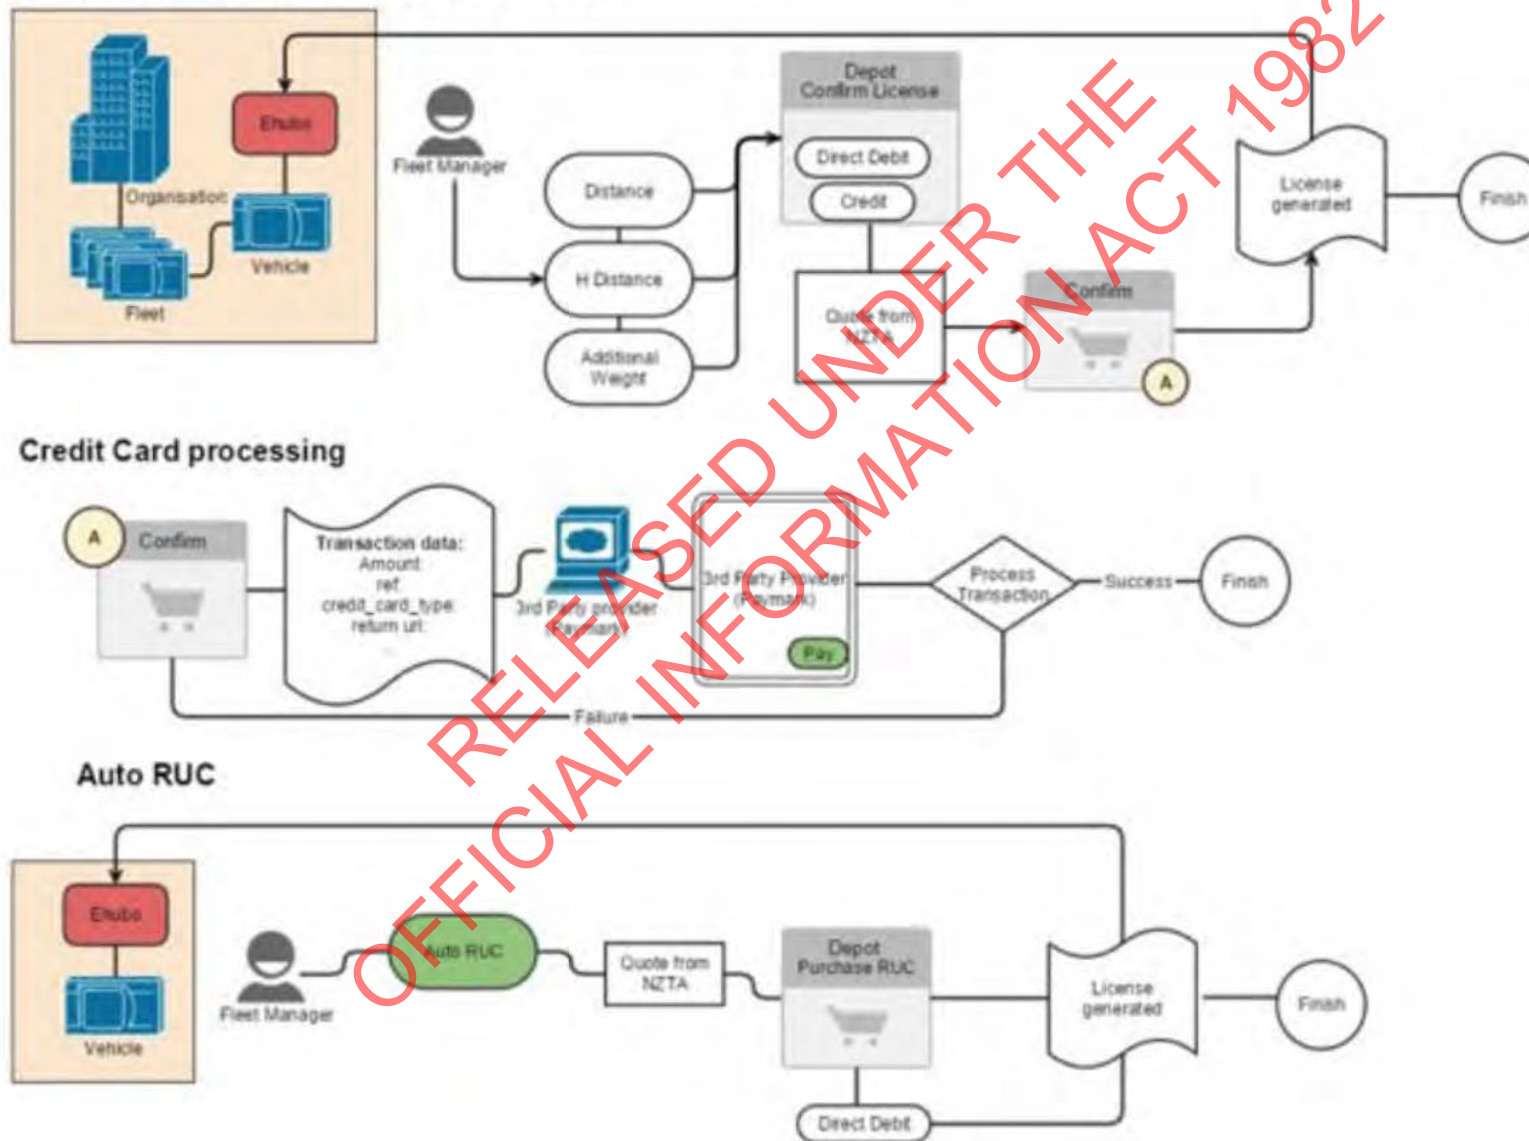 Ehubo
Organisation
Vehicle
Fleet
Fleet Manager
Distance
H Distance
Additional
Weight
Depot
Confirm License
Direct Debit
Credit
Quote from
NZTA
Confirm
A
License
generated
Finish
Credit Card processing
A
Confirm
Transaction data:
Amount
ref
credit_card_type
return url:
3rd Party provider
(Paymark)
3rd Party Provider
(Paymark)
Pay
Process
Transaction
Success
Finish
Failure
Auto RUC
Ehubo
Vehicle
Fleet Manager
Auto RUC
Quote from
NZTA
Depot
Purchase RUC
Direct Debit
License
generated
Finish
RELEASED UNDER THE
OFFICIAL INFORMATION ACT 1982